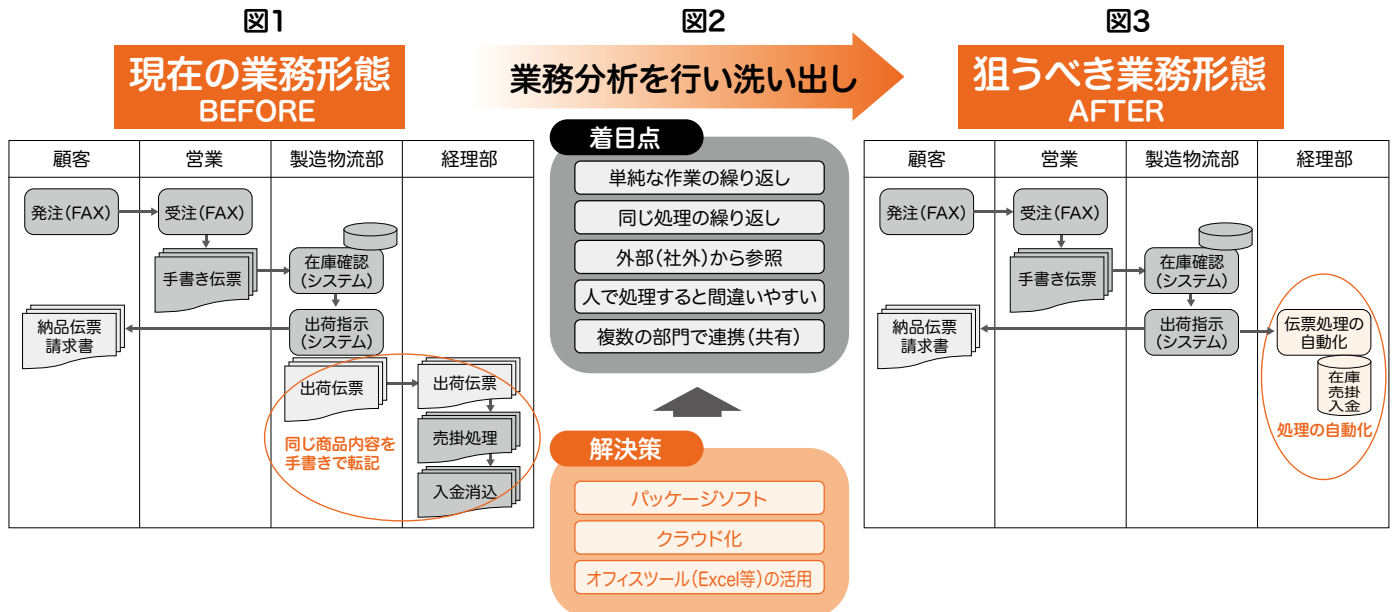 図1
現在の業務形態
BEFORE
顧客
営業
製造物流部
経理部
発注(FAX)
受注(FAX)
手書き伝票
在庫確認
(システム)
納品伝票
請求書
出荷指示
(システム)
出荷伝票
出荷伝票
同じ商品内容を
手書きで転記
売掛処理
入金消込
図2
業務分析を行い洗い出し
着目点
単純な作業の繰り返し
同じ処理の繰り返し
外部(社外)から参照
人で処理すると間違いやすい
複数の部門で連携(共有)
解決策
パッケージソフト
クラウド化
オフィスツール(Excel等)の活用
図3
狙うべき業務形態
AFTER
顧客
営業
製造物流部
経理部
発注(FAX)
受注(FAX)
手書き伝票
在庫確認
(システム)
納品伝票
請求書
出荷指示
(システム)
伝票処理の
自動化
在庫
売掛
入金
処理の自動化